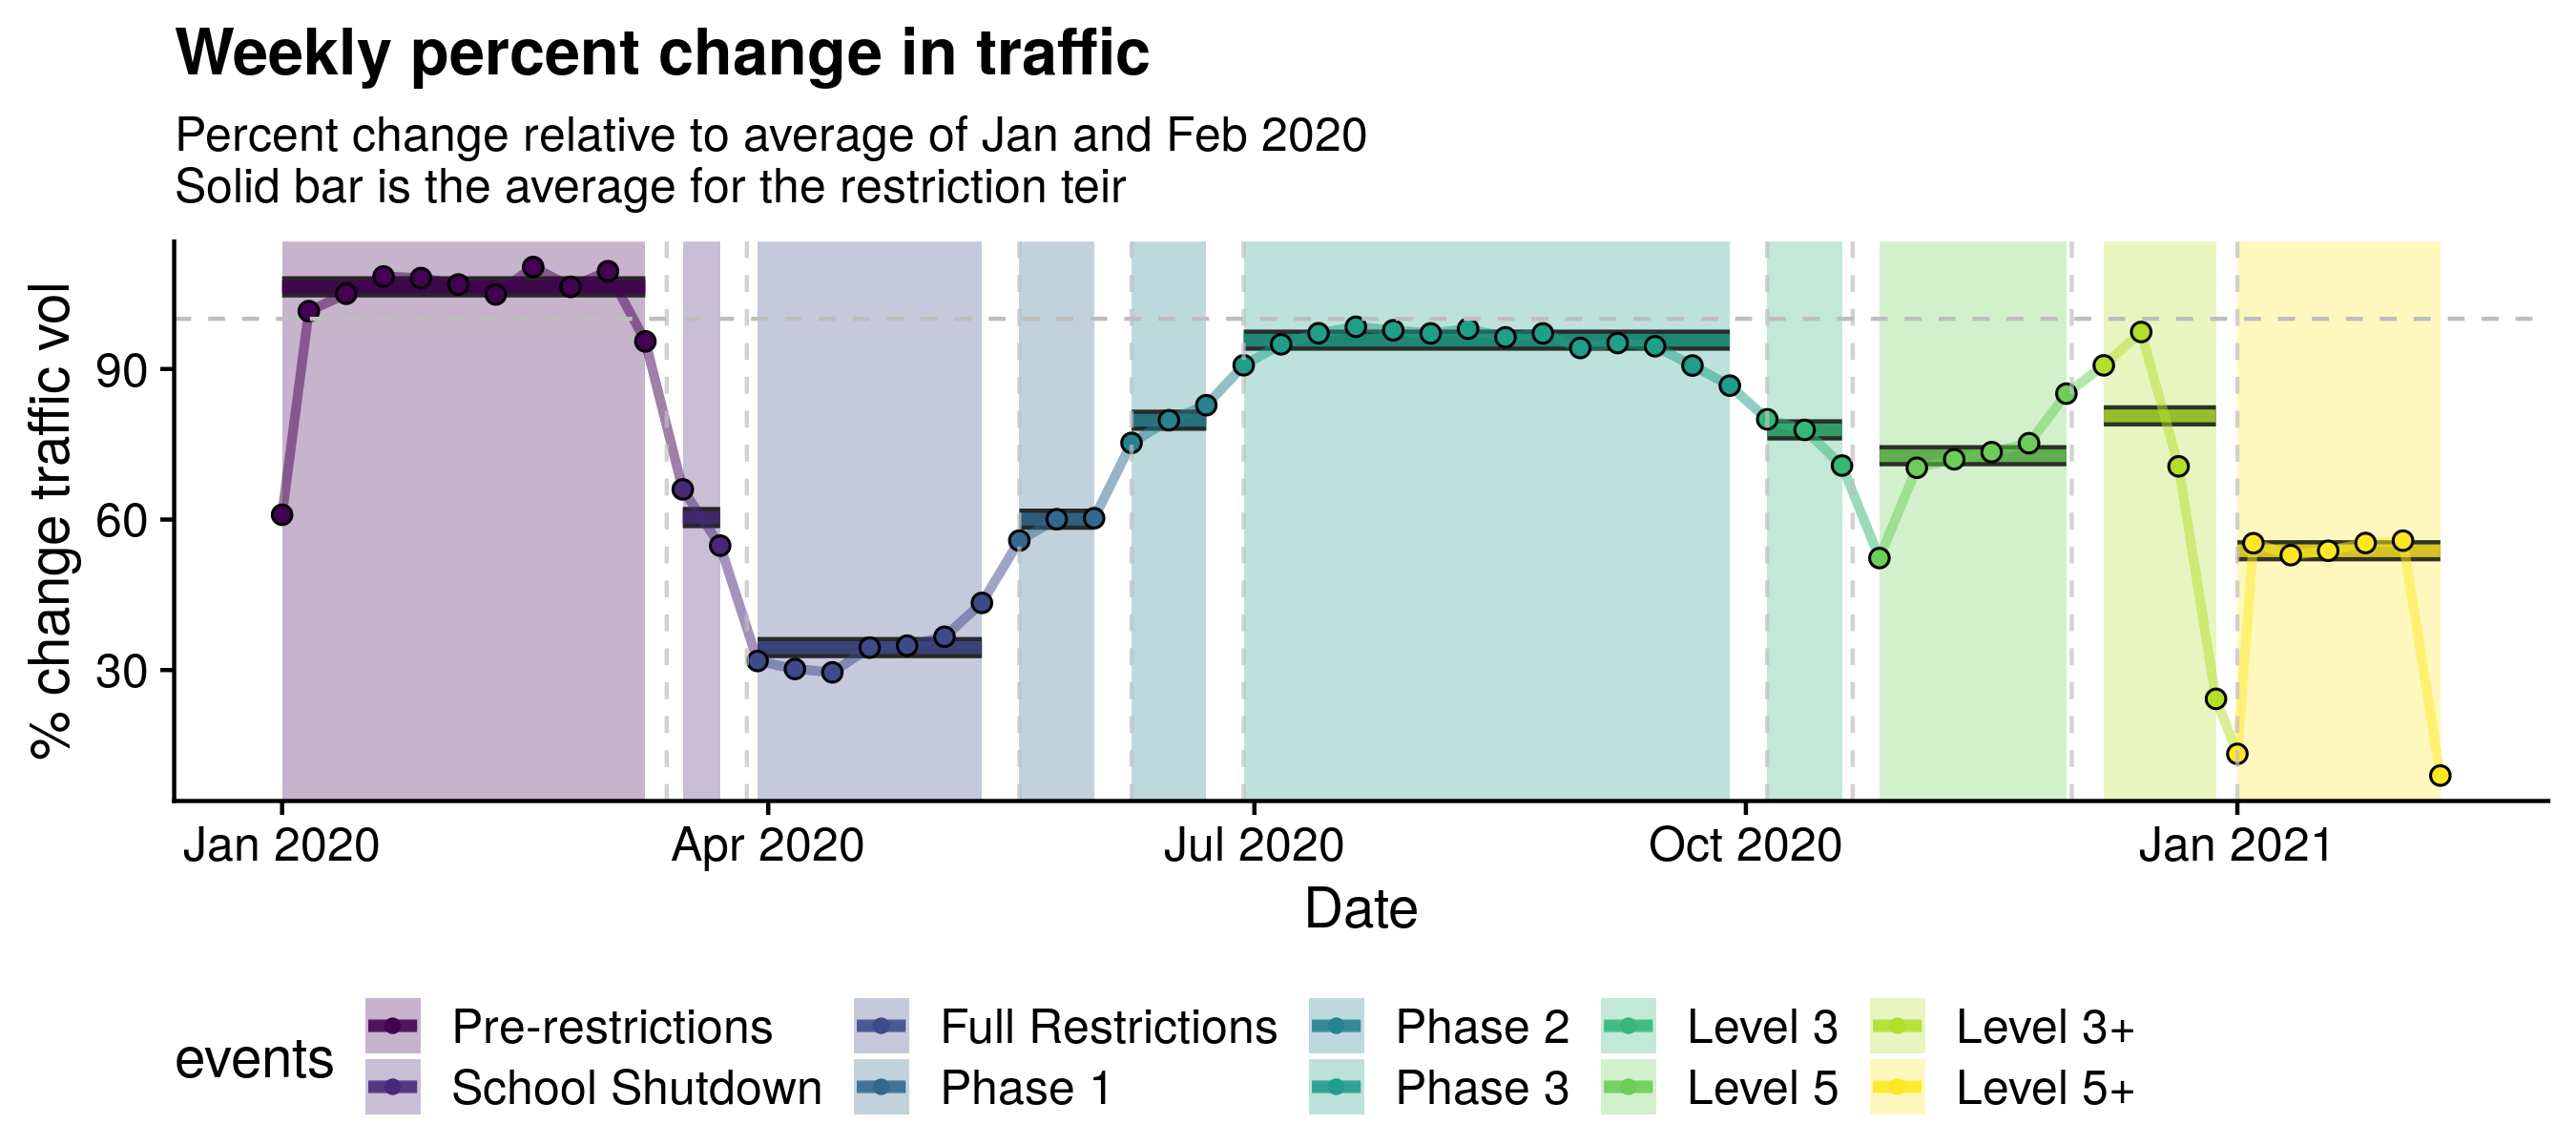 Weekly percent change in traffic
Percent change relative to average of Jan and Feb 2020
Solid bar is the average for the restriction teir
% change traffic vol
90
60
30
Jan 2020
Apr 2020
Jul 2020
Oct 2020
Jan 2021
Date
events
Pre-restrictions
School Shutdown
Full Restrictions
Phase 1
Phase 2
Phase 3
Level 3
Level 5
Level 3+
Level 5+